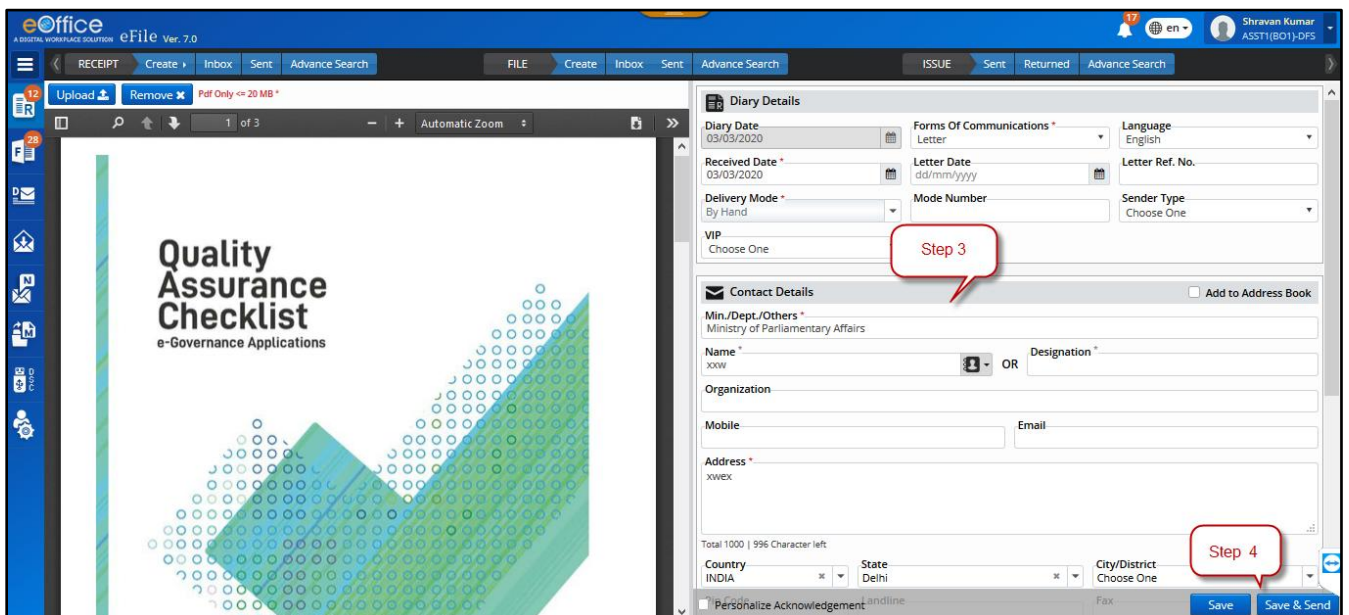 eOffice
A DIGITAL WORKPLACE SOLUTION eFile Ver. 7.0
17
en
Shravan Kumar
ASST1(BO1)-DFS
RECEIPT Create Inbox Sent Advance Search FILE Create Inbox Sent Advance Search ISSUE Sent Returned Advance Search
12
R
28
F
D
N
M
DSC
Upload Remove Pdf Only <= 20 MB *
1 of 3 Automatic Zoom
Quality
Assurance
Checklist
e-Governance Applications
Diary Details
Diary Date Forms Of Communications * Language
03/03/2020 Letter English
Received Date * Letter Date Letter Ref. No.
03/03/2020 dd/mm/yyyy
Delivery Mode * Mode Number Sender Type
By Hand Choose One
VIP
Choose One
Step 3
Contact Details Add to Address Book
Min./Dept./Others *
Ministry of Parliamentary Affairs
Name * OR Designation *
xxw
Organization
Mobile Email
Address *
xwex
Total 1000 | 996 Character left
Step 4
Country State City/District
INDIA Delhi Choose One
Pin Code Landline Fax
Personalize Acknowledgement Save Save & Send